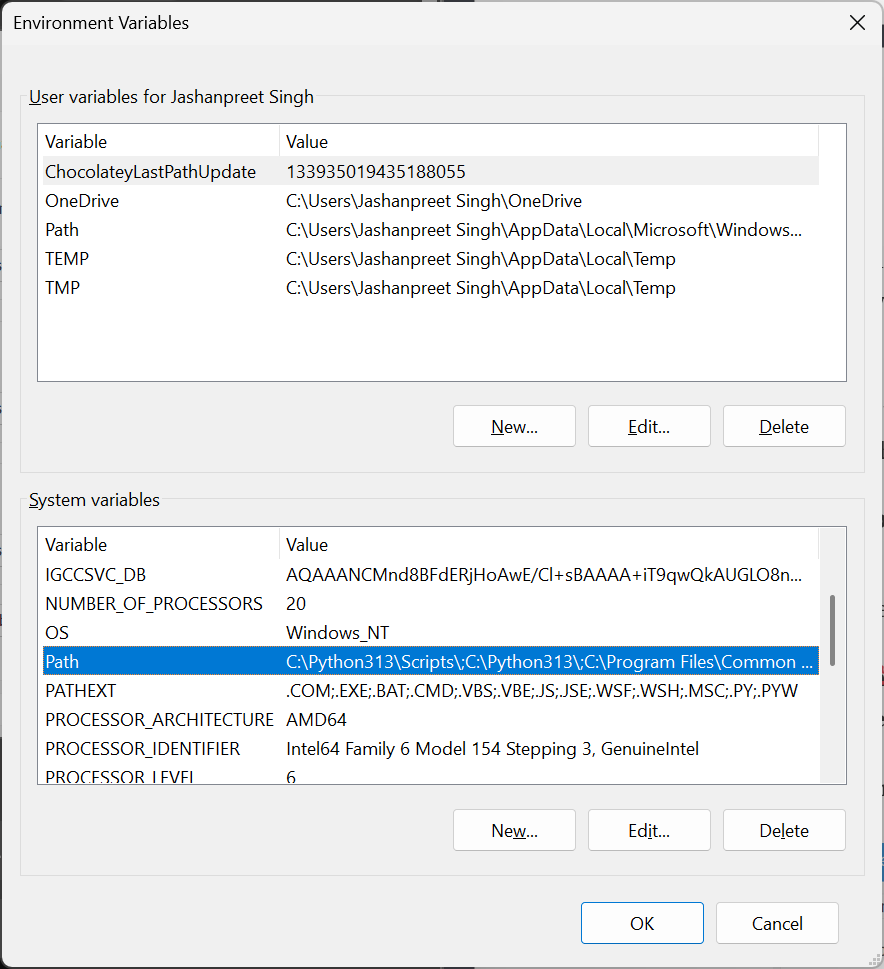 Environment Variables
User variables for Jashanpreet Singh
Variable Value
ChocolateyLastPathUpdate 133935019435188055
OneDrive C:\Users\Jashanpreet Singh\OneDrive
Path C:\Users\Jashanpreet Singh\AppData\Local\Microsoft\Windows...
TEMP C:\Users\Jashanpreet Singh\AppData\Local\Temp
TMP C:\Users\Jashanpreet Singh\AppData\Local\Temp
New... Edit... Delete
System variables
Variable Value
IGCCSVC_DB AQAAANCMnd8BFdERjHoAwE/Cl+sBAAAA+iT9qwQkAUGLO8n...
NUMBER_OF_PROCESSORS 20
OS Windows_NT
Path C:\Python313\Scripts\;C:\Python313\;C:\Program Files\Common ...
PATHEXT .COM;.EXE;.BAT;.CMD;.VBS;.VBE;.JS;.JSE;.WSF;.WSH;.MSC;.PY;.PYW
PROCESSOR_ARCHITECTURE AMD64
PROCESSOR_IDENTIFIER Intel64 Family 6 Model 154 Stepping 3, GenuineIntel
PROCESSOR_LEVEL 6
New... Edit... Delete
OK Cancel